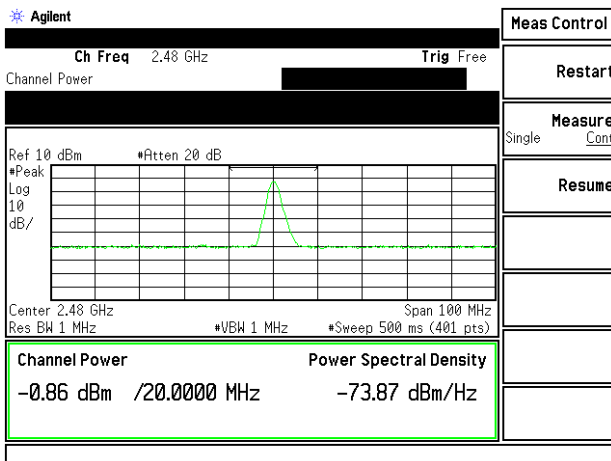 Agilent
Meas Control
Ch Freq 2.48 GHz Trig Free
Channel Power
Restart
Measure
Single Cont
Resume
Ref 10 dBm #Atten 20 dB
#Peak
Log
10
dB/
Center 2.48 GHz Span 100 MHz
Res BW 1 MHz #VBW 1 MHz #Sweep 500 ms (401 pts)
Channel Power Power Spectral Density
-0.86 dBm /20.0000 MHz -73.87 dBm/Hz